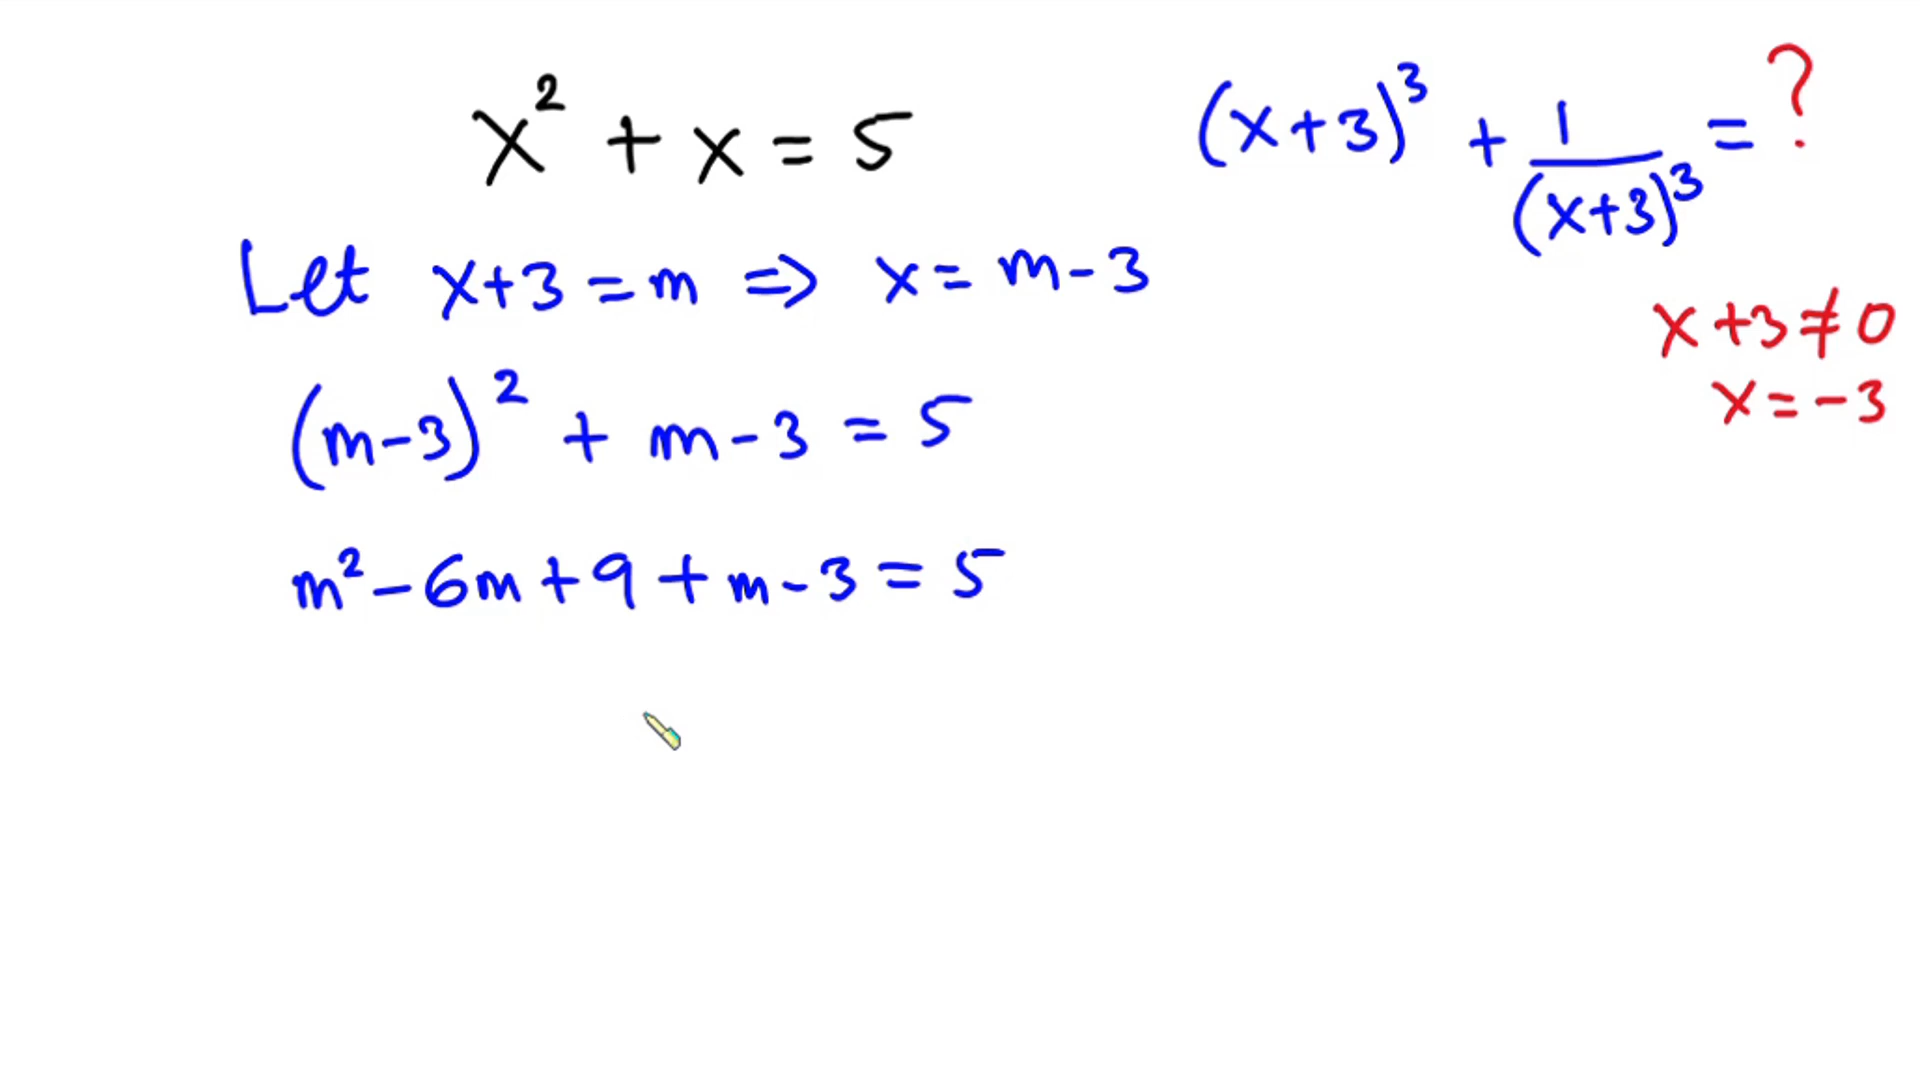 x² + x = 5
(x+3)³ + 1/(x+3)³ = ?
Let x+3 = m ⇒ x = m-3
x+3 ≠ 0
x = -3
(m-3)² + m-3 = 5
m² - 6m + 9 + m - 3 = 5